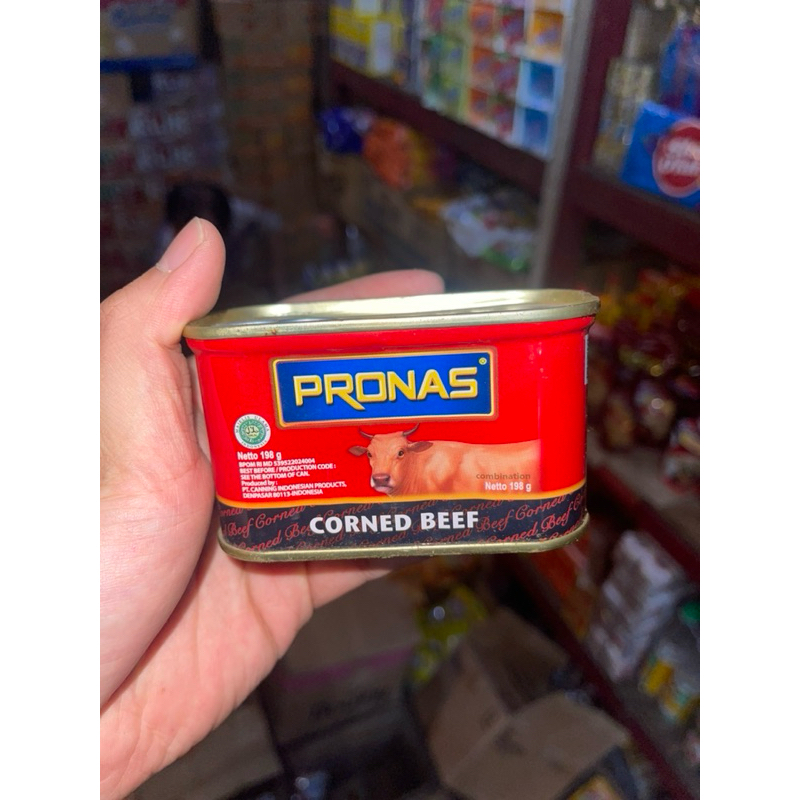 PRONAS®
Netto 198 g
BPOM RI MD 539522024004
BEST BEFORE / PRODUCTION CODE :
SEE THE BOTTOM OF CAN.
Produced by :
PT. CANNING INDONESIAN PRODUCTS,
DENPASAR 80113-INDONESIA
combination
Netto 198 g
CORNED BEEF